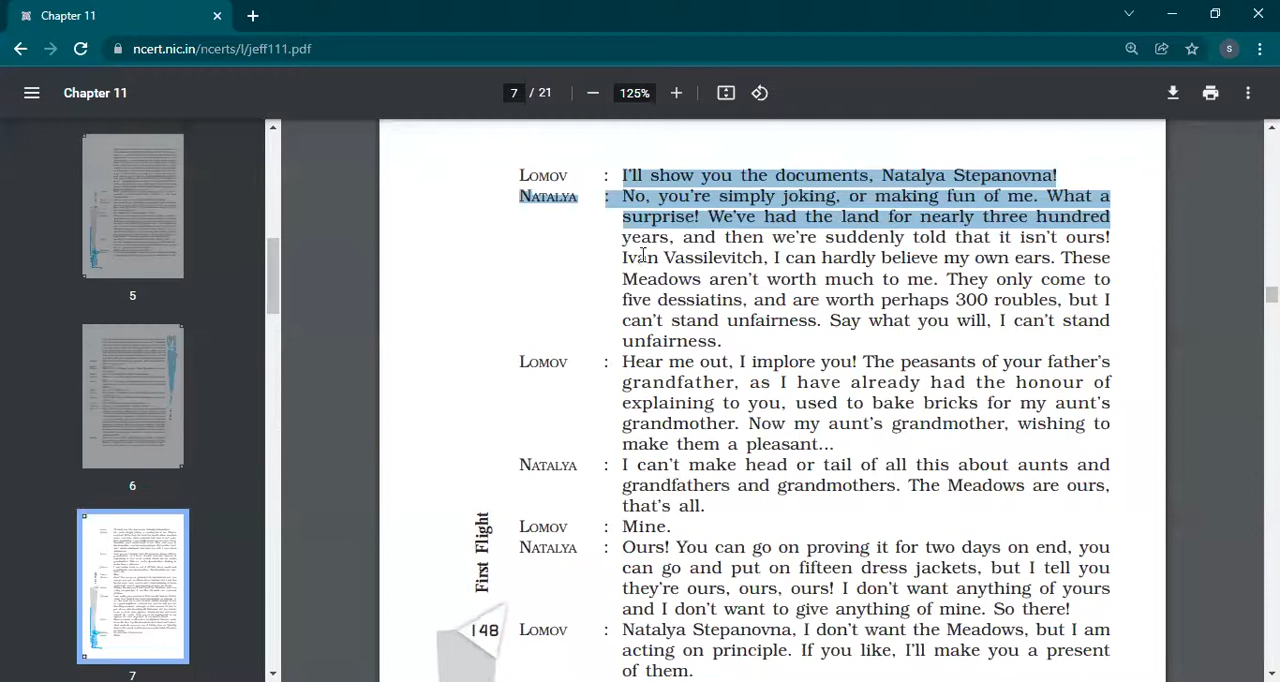 Chapter 11
ncert.nic.in/ncerts/l/jeff111.pdf
S
Chapter 11
7 / 21
125%
5
6
7
LOMOV : I'll show you the documents, Natalya Stepanovna!
NATALYA : No, you're simply joking, or making fun of me. What a
surprise! We've had the land for nearly three hundred
years, and then we're suddenly told that it isn't ours!
Ivan Vassilevitch, I can hardly believe my own ears. These
Meadows aren't worth much to me. They only come to
five dessiatins, and are worth perhaps 300 roubles, but I
can't stand unfairness. Say what you will, I can't stand
unfairness.
LOMOV : Hear me out, I implore you! The peasants of your father's
grandfather, as I have already had the honour of
explaining to you, used to bake bricks for my aunt's
grandmother. Now my aunt's grandmother, wishing to
make them a pleasant...
NATALYA : I can't make head or tail of all this about aunts and
grandfathers and grandmothers. The Meadows are ours,
that's all.
LOMOV : Mine.
NATALYA : Ours! You can go on proving it for two days on end, you
can go and put on fifteen dress jackets, but I tell you
they're ours, ours, ours! I don't want anything of yours
and I don't want to give anything of mine. So there!
LOMOV : Natalya Stepanovna, I don't want the Meadows, but I am
acting on principle. If you like, I'll make you a present
of them.
First Flight
148